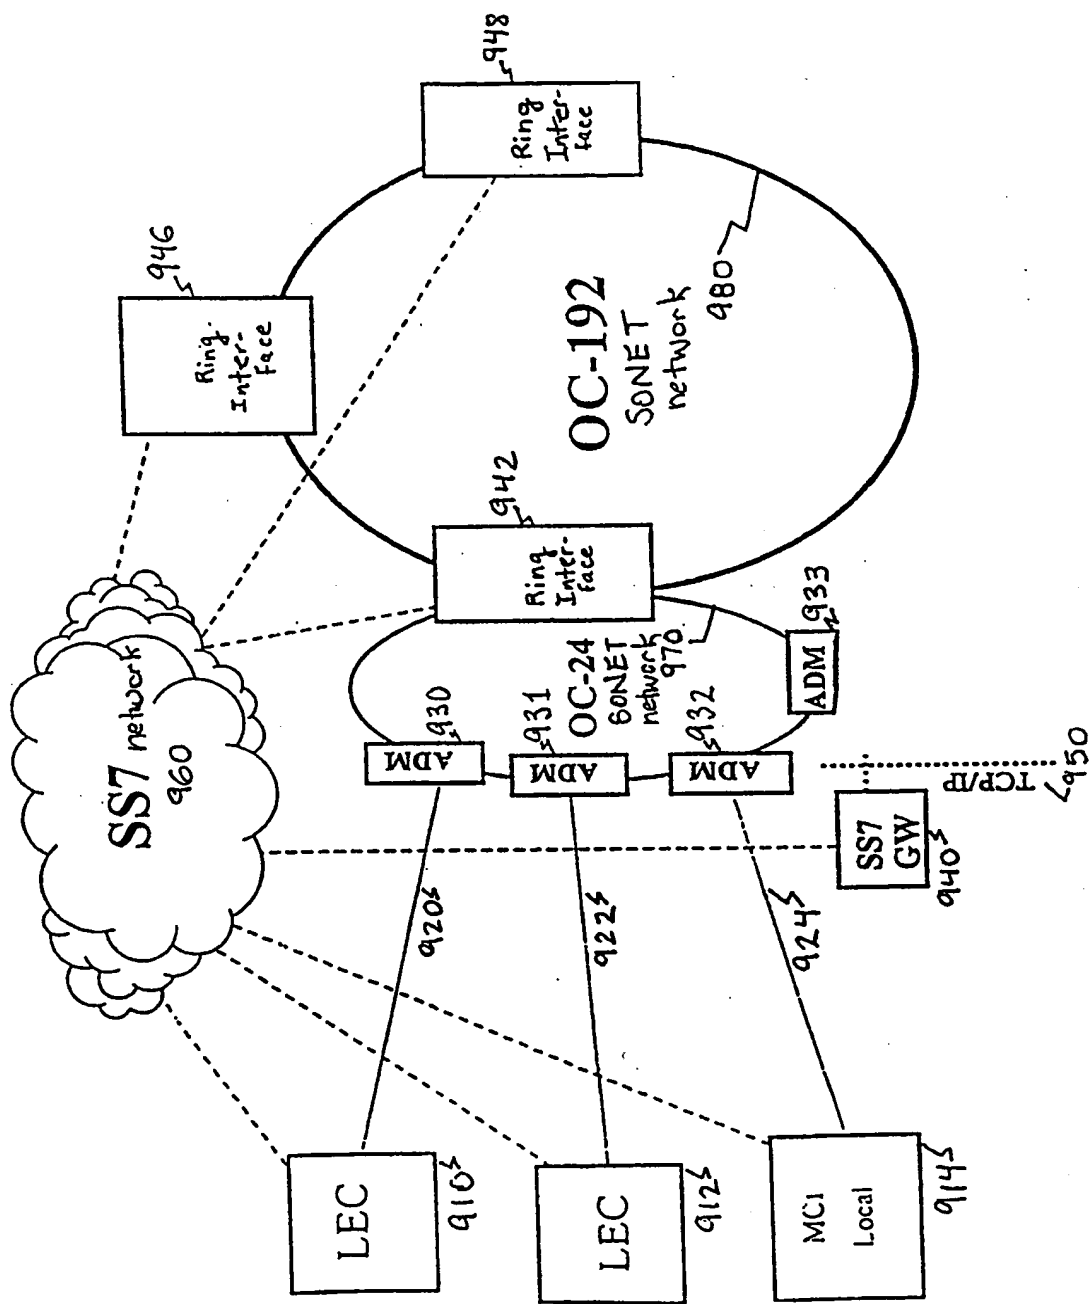 SS7 network
960
Ring
Inter-
face
946
Ring
Inter-
face
948
Ring
Inter-
face
942
OC-192
SONET
network
980
OC-24
SONET
network
970
ADM
930
ADM
931
ADM
932
ADM
933
920
922
924
LEC
910
LEC
912
MCI
Local
914
SS7
GW
940
TCP/IP
950